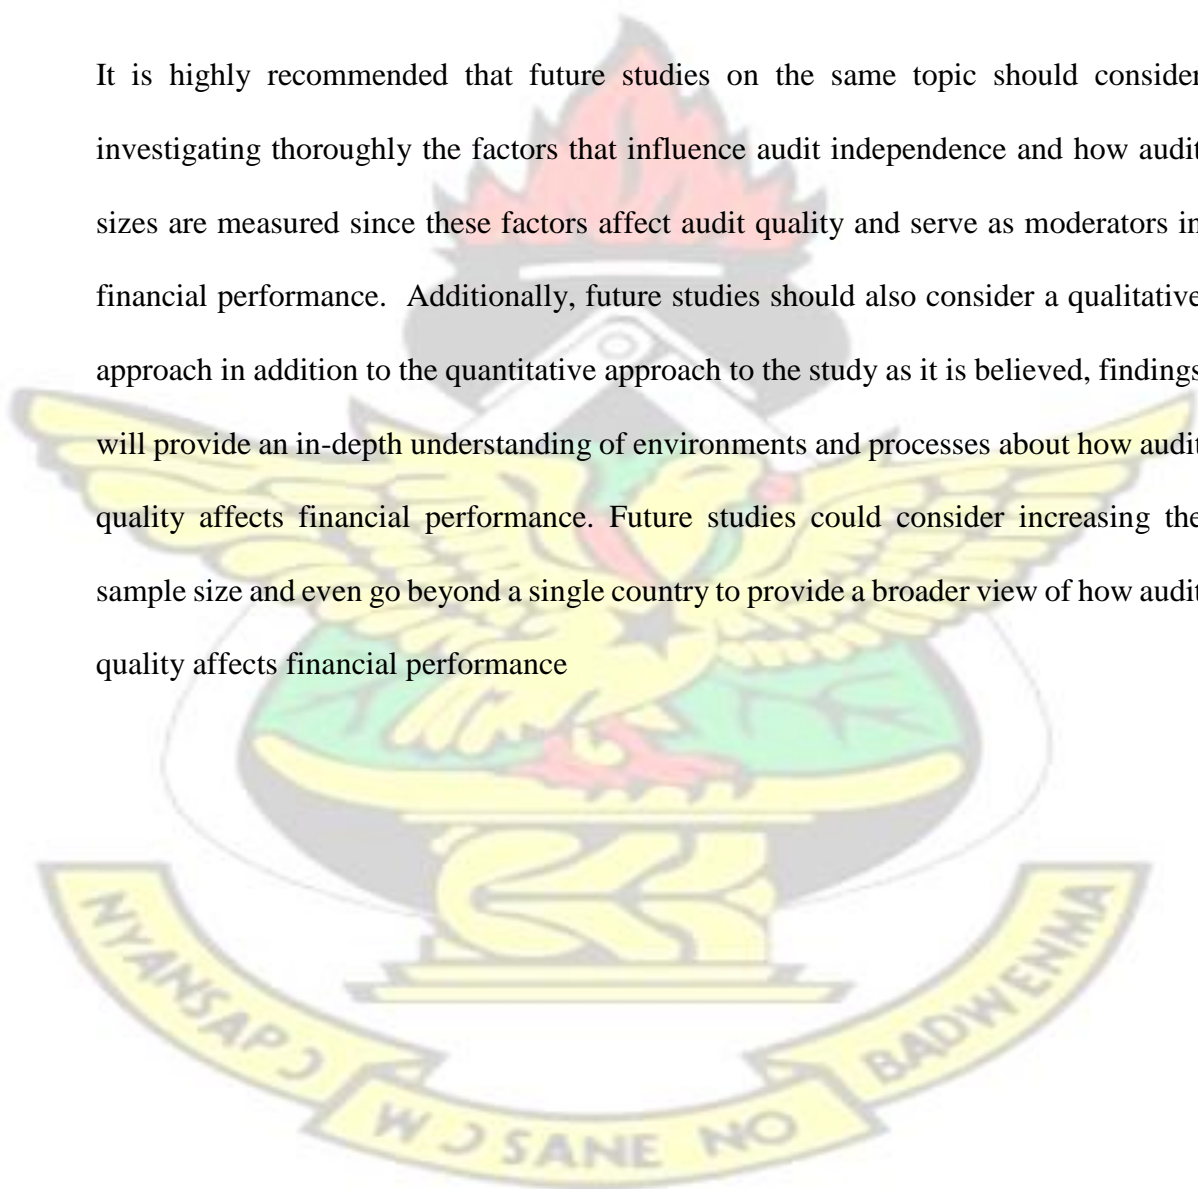 It is highly recommended that future studies on the same topic should consider
investigating thoroughly the factors that influence audit independence and how audit
sizes are measured since these factors affect audit quality and serve as moderators in
financial performance.  Additionally, future studies should also consider a qualitative
approach in addition to the quantitative approach to the study as it is believed, findings
will provide an in-depth understanding of environments and processes about how audit
quality affects financial performance. Future studies could consider increasing the
sample size and even go beyond a single country to provide a broader view of how audit
quality affects financial performance
NYANSAPƆ
WƆSANE NO
BADWENMA